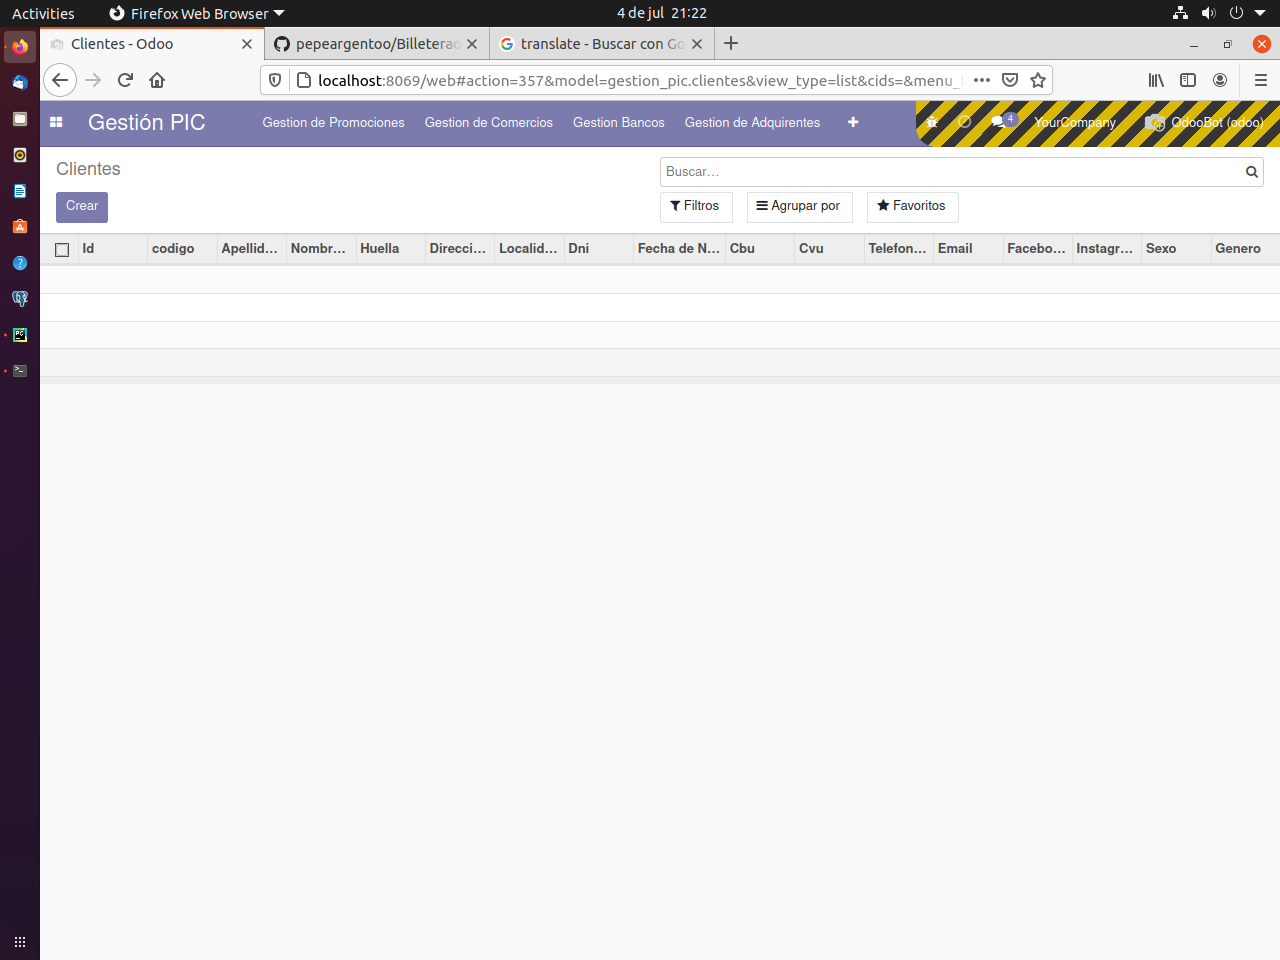 Activities Firefox Web Browser 4 de jul 21:22
Clientes - Odoo pepeargentoo/Billeterac translate - Buscar con Go
localhost:8069/web#action=357&model=gestion_pic.clientes&view_type=list&cids=&menu_i
Gestión PIC Gestion de Promociones Gestion de Comercios Gestion Bancos Gestion de Adquirentes 4 YourCompany OdooBot (odoo)
Clientes Buscar...
Crear Filtros Agrupar por Favoritos
Id codigo Apellid... Nombr... Huella Direcci... Localid... Dni Fecha de N... Cbu Cvu Telefon... Email Facebo... Instagr... Sexo Genero